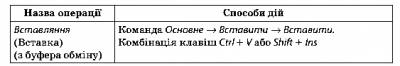 Назва операції
Способи дій
Вставляння
(Вставка)
(з буфера обміну)
Команда Основне → Вставити → Вставити.
Комбінація клавіш Ctrl + V або Shift + Ins